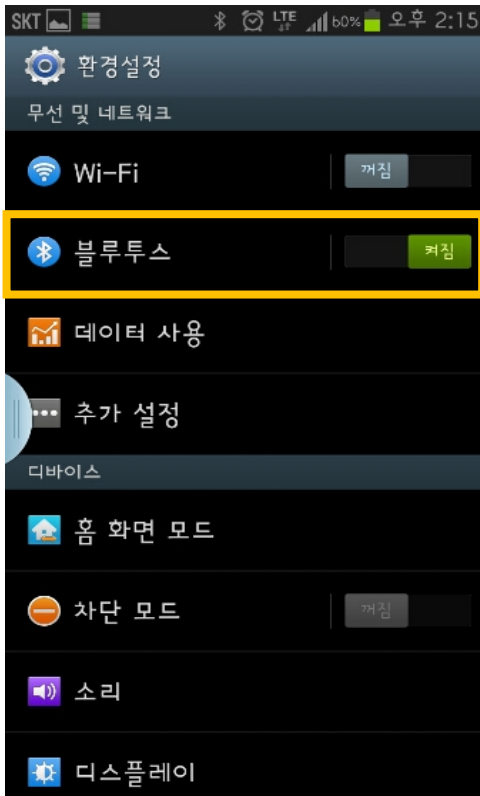 SKT LTE 60% 오후 2:15
환경설정
무선 및 네트워크
Wi-Fi 꺼짐
블루투스 켜짐
데이터 사용
추가 설정
디바이스
홈 화면 모드
차단 모드 꺼짐
소리
디스플레이